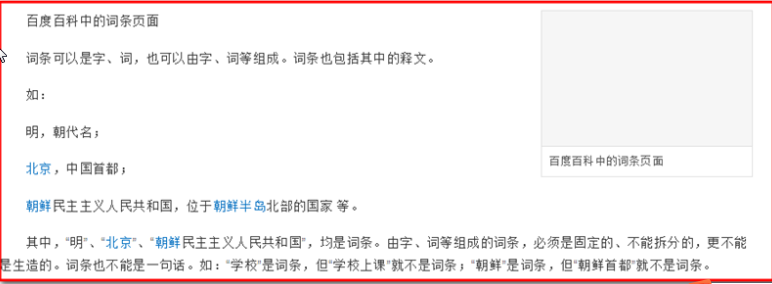 百度百科中的词条页面
词条可以是字、词，也可以由字、词等组成。词条也包括其中的释文。
如：
明，朝代名；
北京，中国首都；
朝鲜民主主义人民共和国，位于朝鲜半岛北部的国家 等。
百度百科中的词条页面
其中，“明”、“北京”、“朝鲜民主主义人民共和国”，均是词条。由字、词等组成的词条，必须是固定的、不能拆分的，更不能
是生造的。词条也不能是一句话。如：“学校”是词条，但“学校上课”就不是词条；“朝鲜”是词条，但“朝鲜首都”就不是词条。